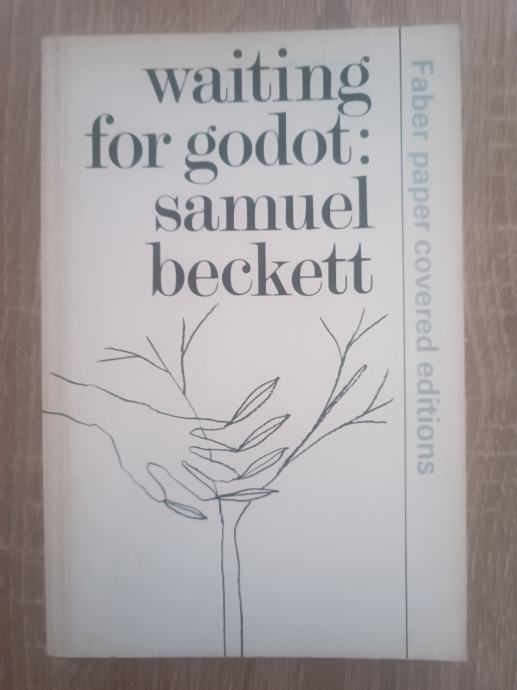 waiting
for godot:
samuel
beckett
Faber paper covered editions